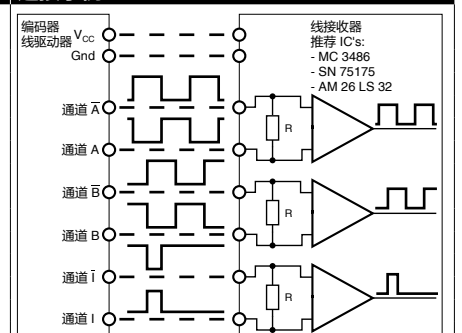 编码器
线驱动器
VCC
Gnd
线接收器
推荐 IC's:
- MC 3486
- SN 75175
- AM 26 LS 32
通道 A̅
R
通道 A
通道 B̅
R
通道 B
通道 I̅
R
通道 I